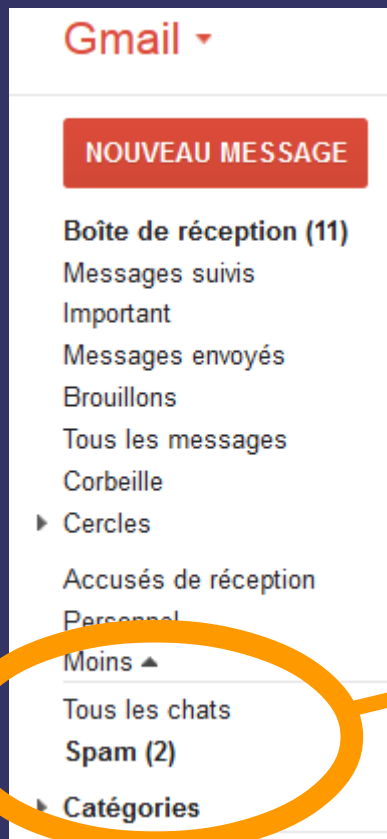 Gmail
NOUVEAU MESSAGE
Boîte de réception (11)
Messages suivis
Important
Messages envoyés
Brouillons
Tous les messages
Corbeille
Cercles
Accusés de réception
Personnel
Moins
Tous les chats
Spam (2)
Catégories